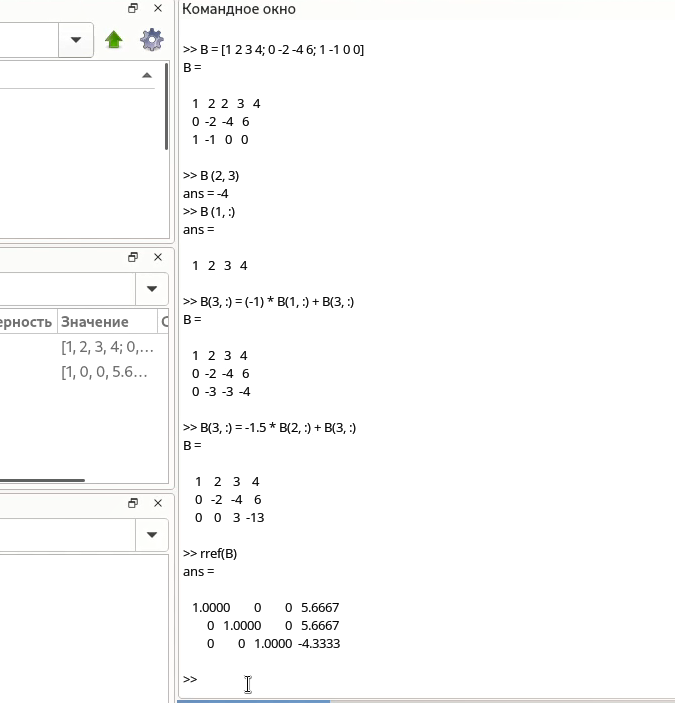 Командное окно
>> B = [1 2 3 4; 0 -2 -4 6; 1 -1 0 0]
B =
1 2 2 3 4
0 -2 -4 6
1 -1 0 0
>> B (2, 3)
ans = -4
>> B (1, :)
ans =
1 2 3 4
>> B(3, :) = (-1) * B(1, :) + B(3, :)
B =
1 2 3 4
0 -2 -4 6
0 -3 -3 -4
>> B(3, :) = -1.5 * B(2, :) + B(3, :)
B =
1 2 3 4
0 -2 -4 6
0 0 3 -13
>> rref(B)
ans =
1.0000 0 0 5.6667
0 1.0000 0 5.6667
0 0 1.0000 -4.3333
>>
ерность Значение
[1, 2, 3, 4; 0,...
[1, 0, 0, 5.6...